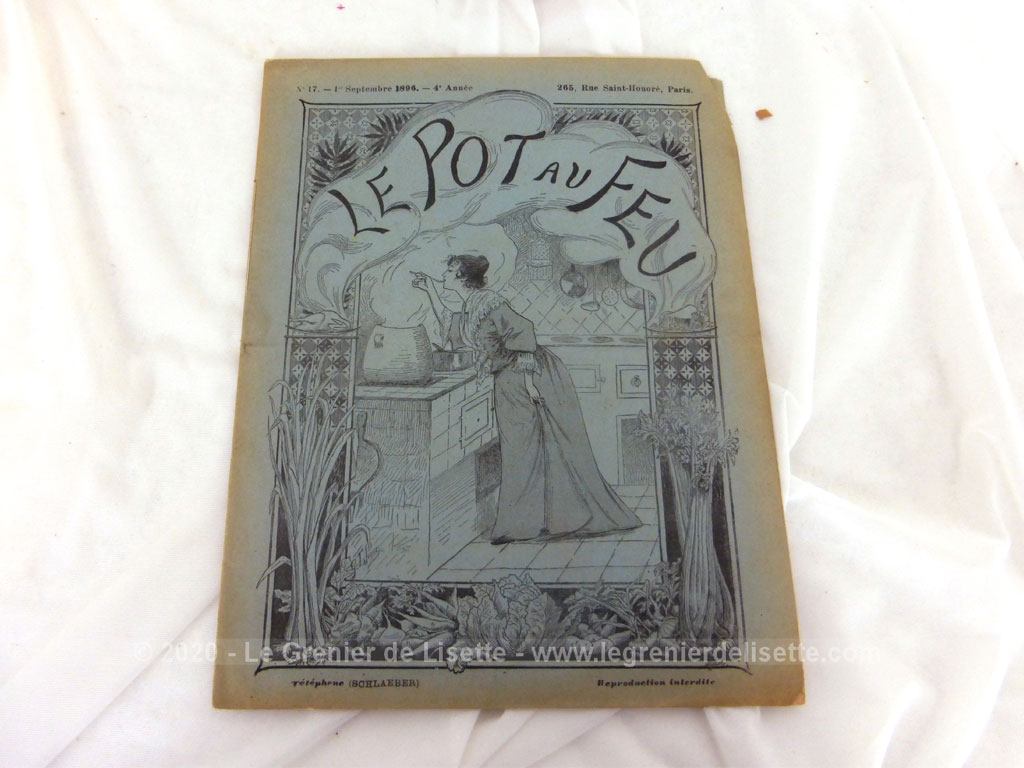 N° 17. — 1er Septembre 1896. — 4e Année 265, Rue Saint-Honoré, Paris.
LE POT AU FEU
© 2020 - Le Grenier de Lisette - www.legrenierdelisette.com
Téléphone (SCHLAEBER) Reproduction interdite